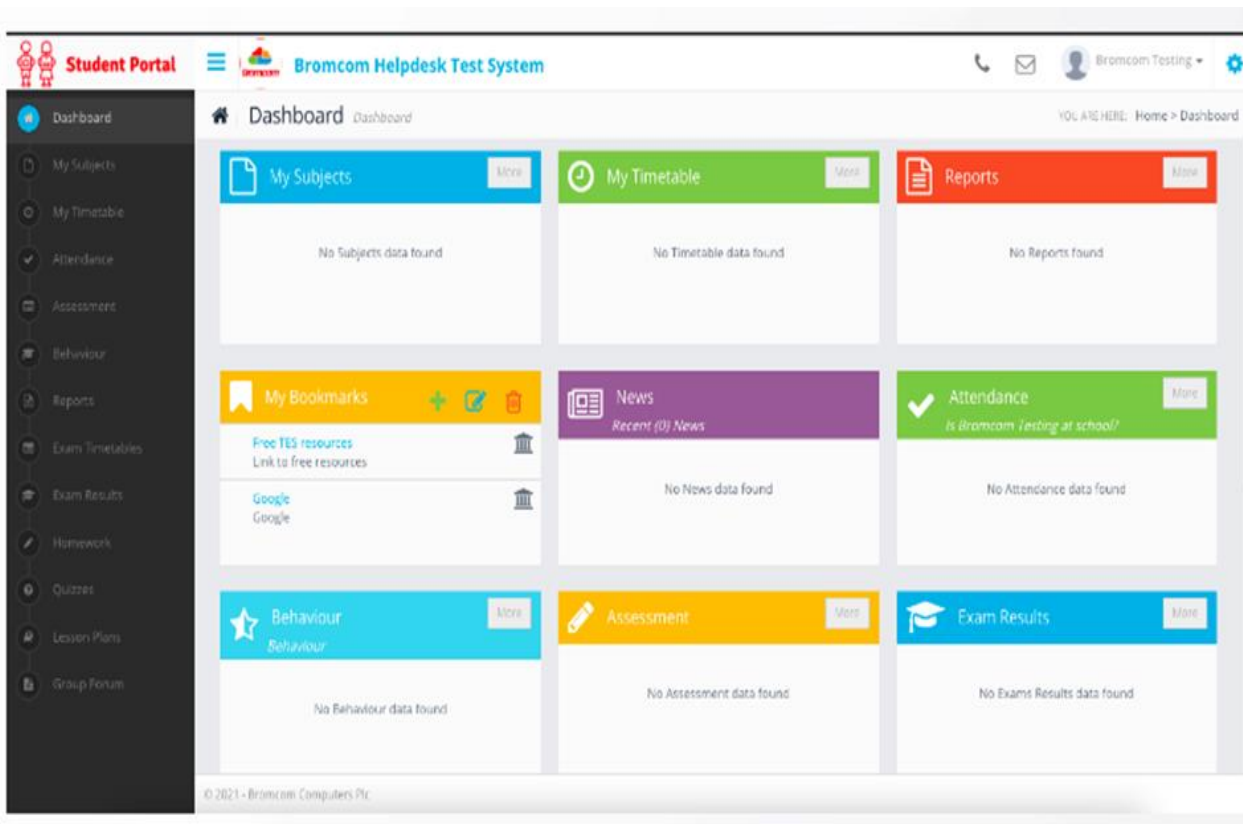 Student Portal
Bromcom
Bromcom Helpdesk Test System
Bromcom Testing
Dashboard Dashboard
YOU ARE HERE: Home > Dashboard
Dashboard
My Subjects
My Timetable
Attendance
Assessment
Behaviour
Reports
Exam Timetables
Exam Results
Homework
Quizzes
Lesson Plans
Group Forum
My Subjects
More
No Subjects data found
My Timetable
More
No Timetable data found
Reports
More
No Reports found
My Bookmarks
Free TES resources
Link to free resources
Google
Google
News
Recent (0) News
No News data found
Attendance
More
Is Bromcom Testing at school?
No Attendance data found
Behaviour
More
Behaviour
No Behaviour data found
Assessment
More
No Assessment data found
Exam Results
More
No Exams Results data found
© 2021 - Bromcom Computers Plc